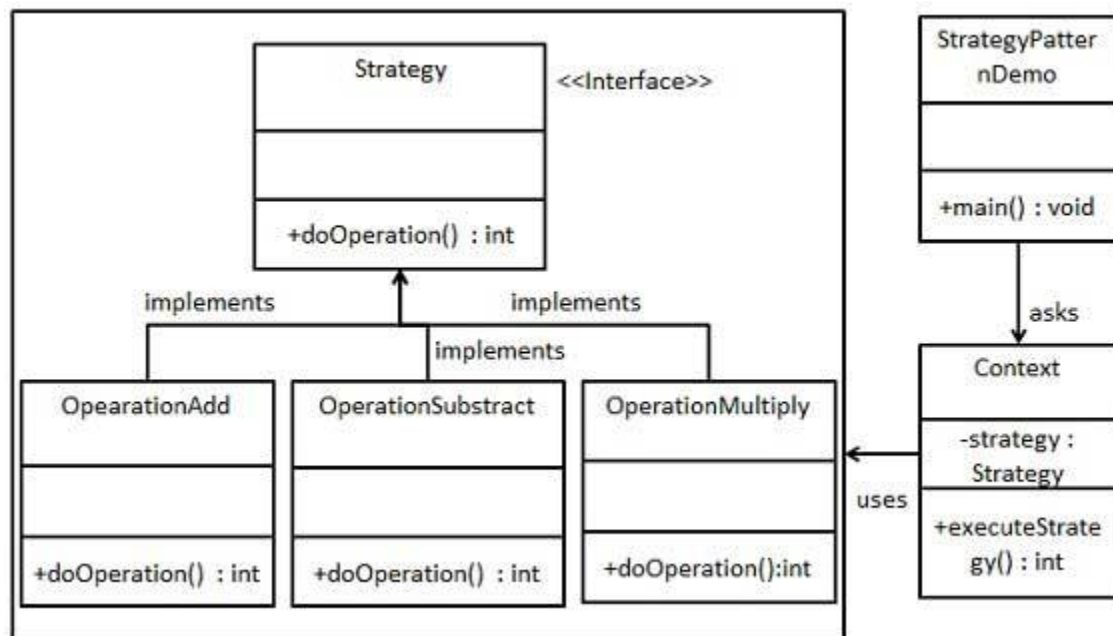 Strategy
<<Interface>>
+doOperation() : int
implements
implements
implements
OpearationAdd
+doOperation() : int
OperationSubstract
+doOperation() : int
OperationMultiply
+doOperation():int
StrategyPatter
nDemo
+main() : void
asks
Context
-strategy :
Strategy
+executeStrate
gy() : int
uses